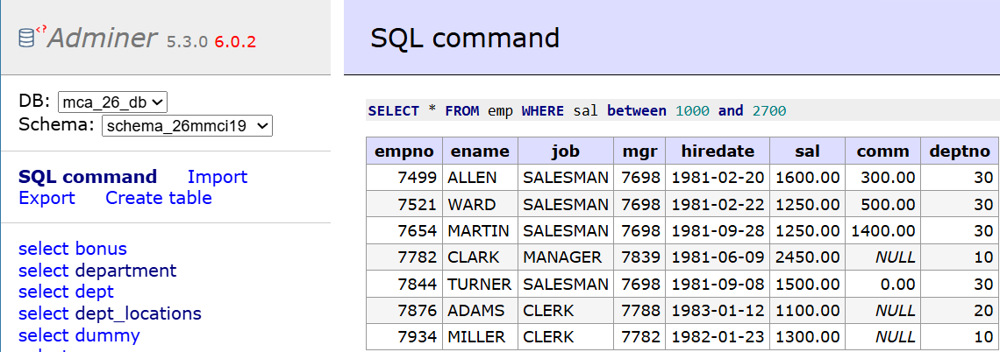 Adminer 5.3.0 6.0.2
DB: mca_26_db
Schema: schema_26mmci19
SQL command Import
Export Create table
select bonus
select department
select dept
select dept_locations
select dummy
SQL command
SELECT * FROM emp WHERE sal between 1000 and 2700
empno ename job mgr hiredate sal comm deptno
7499 ALLEN SALESMAN 7698 1981-02-20 1600.00 300.00 30
7521 WARD SALESMAN 7698 1981-02-22 1250.00 500.00 30
7654 MARTIN SALESMAN 7698 1981-09-28 1250.00 1400.00 30
7782 CLARK MANAGER 7839 1981-06-09 2450.00 NULL 10
7844 TURNER SALESMAN 7698 1981-09-08 1500.00 0.00 30
7876 ADAMS CLERK 7788 1983-01-12 1100.00 NULL 20
7934 MILLER CLERK 7782 1982-01-23 1300.00 NULL 10